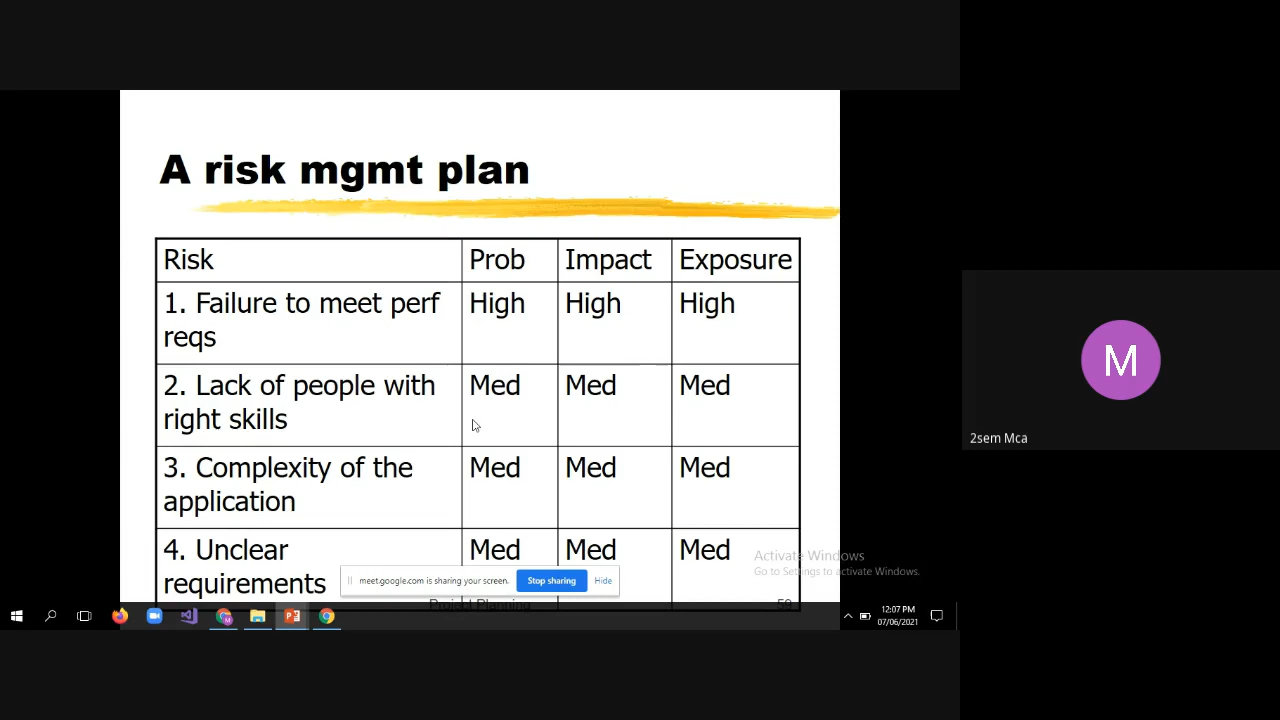 A risk mgmt plan
Risk Prob Impact Exposure
1. Failure to meet perf High High High
reqs
2. Lack of people with Med Med Med
right skills
3. Complexity of the Med Med Med
application
4. Unclear Med Med Med
requirements
Activate Windows
Go to Settings to activate Windows.
meet.google.com is sharing your screen. Stop sharing Hide
Project Planning 59
12:07 PM
07/06/2021
M
2sem Mca